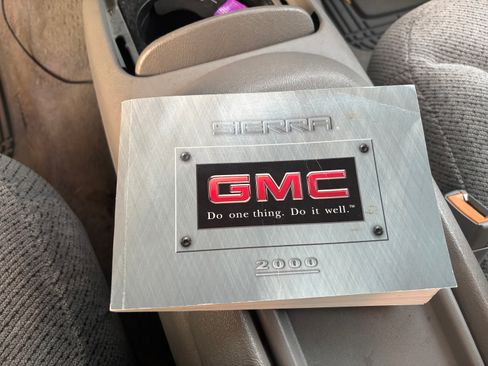 SIERRA
GMC
Do one thing. Do it well.™
2000